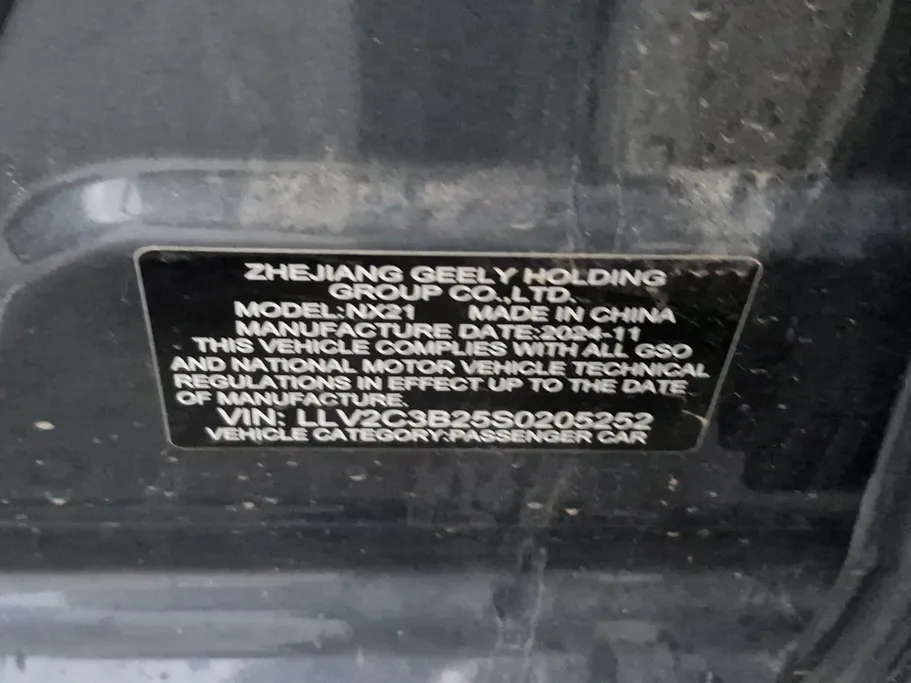 ZHEJIANG GEELY HOLDING
GROUP CO.,LTD.
MODEL:NX21 MADE IN CHINA
MANUFACTURE DATE:2024-11
THIS VEHICLE COMPLIES WITH ALL GSO
AND NATIONAL MOTOR VEHICLE TECHNICAL
REGULATIONS IN EFFECT UP TO THE DATE
OF MANUFACTURE.
VIN: LLV2C3B25S0205252
VEHICLE CATEGORY:PASSENGER CAR